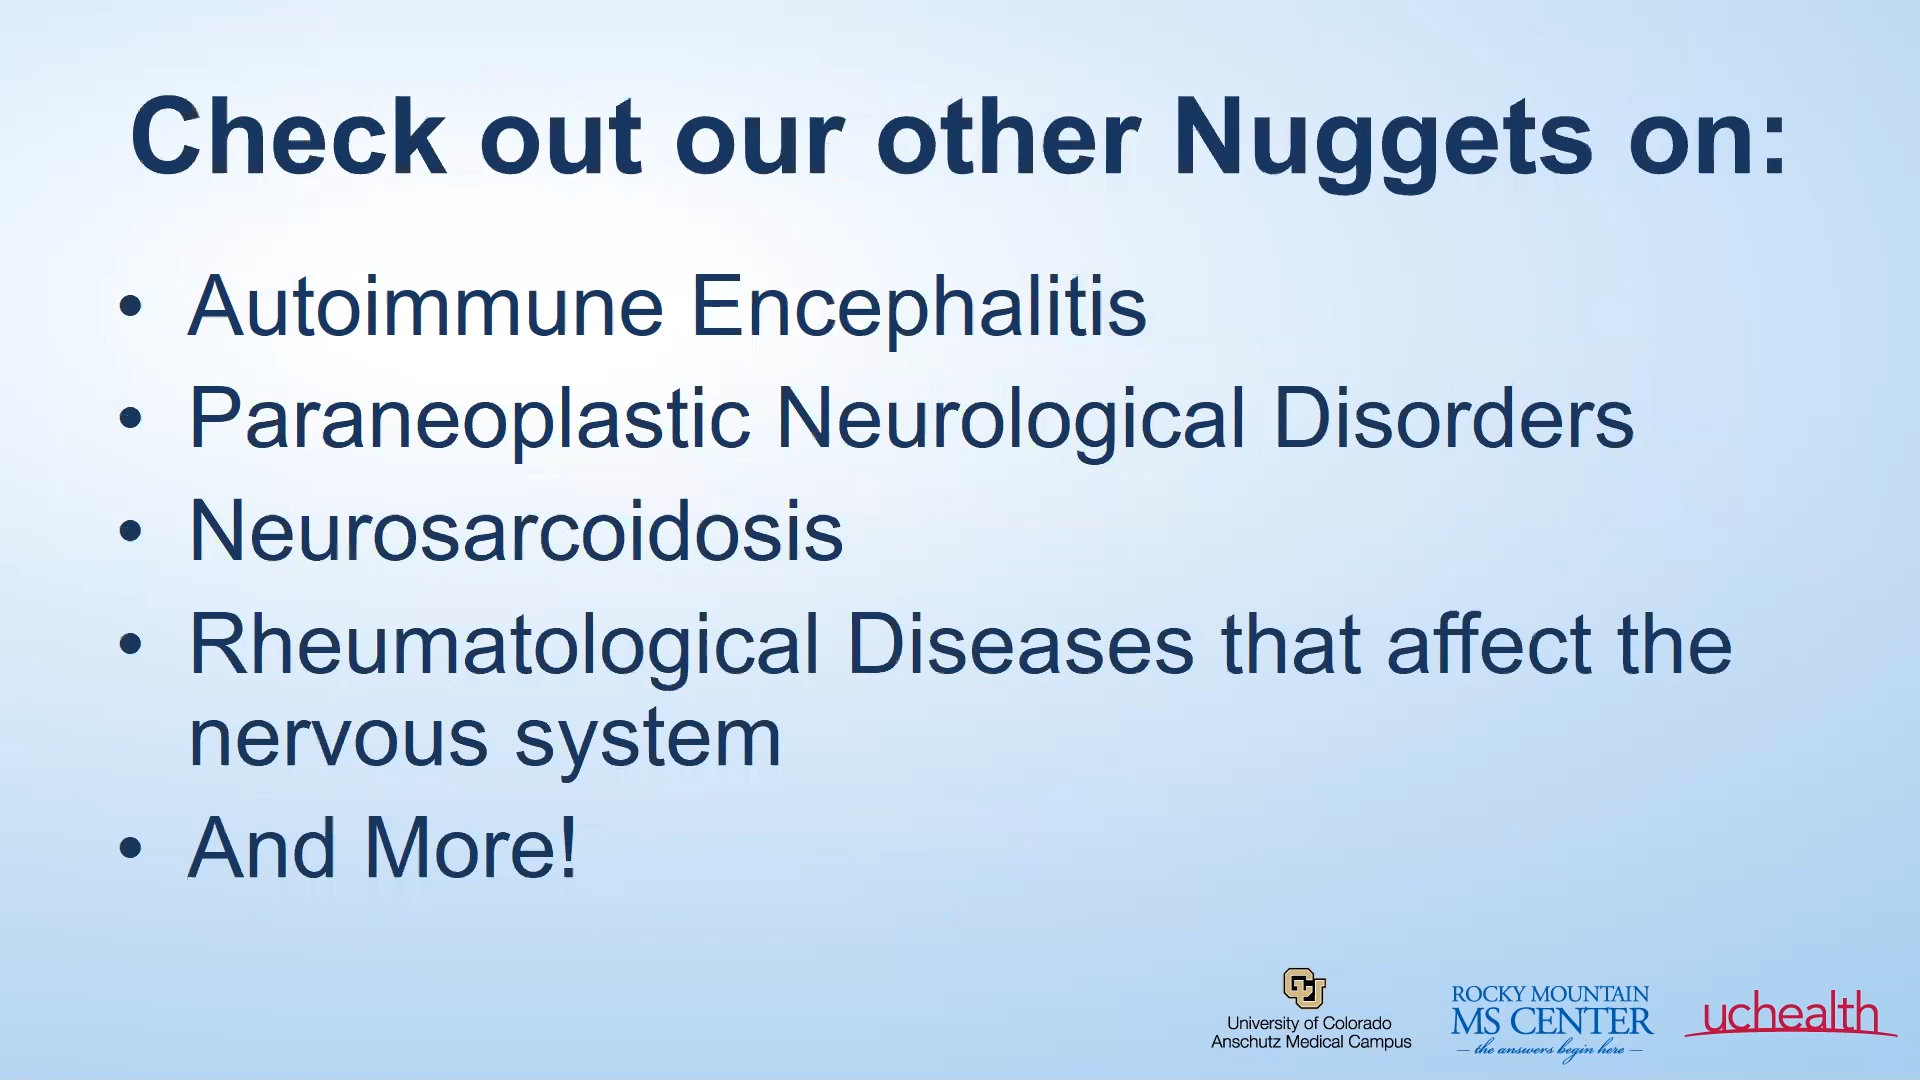 Check out our other Nuggets on:
• Autoimmune Encephalitis
• Paraneoplastic Neurological Disorders
• Neurosarcoidosis
• Rheumatological Diseases that affect the
nervous system
• And More!
CU
University of Colorado
Anschutz Medical Campus
ROCKY MOUNTAIN
MS CENTER
— the answers begin here —
uchealth